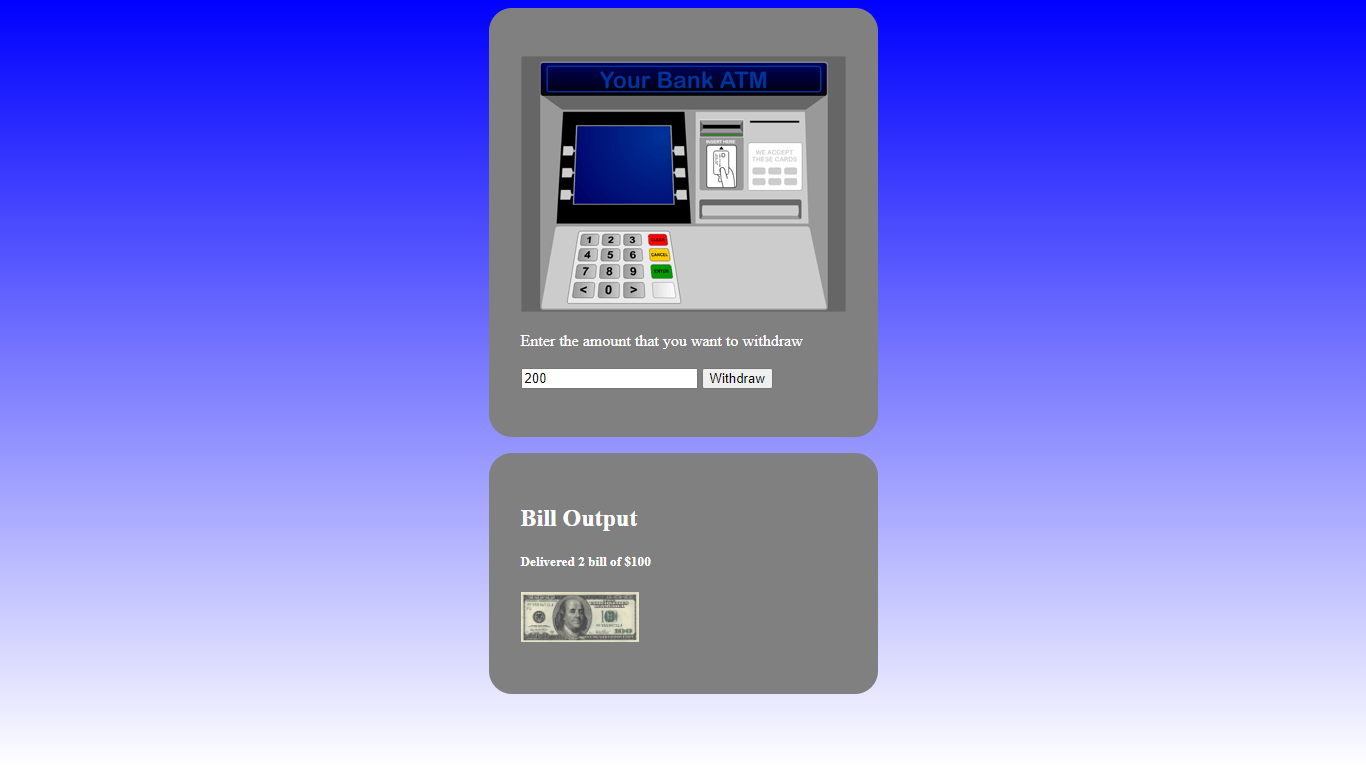 Your Bank ATM
INSERT HERE
WE ACCEPT
THESE CARDS
1 2 3
4 5 6 CANCEL
7 8 9 ENTER
< 0 >
Enter the amount that you want to withdraw
200 Withdraw
Bill Output
Delivered 2 bill of $100
100